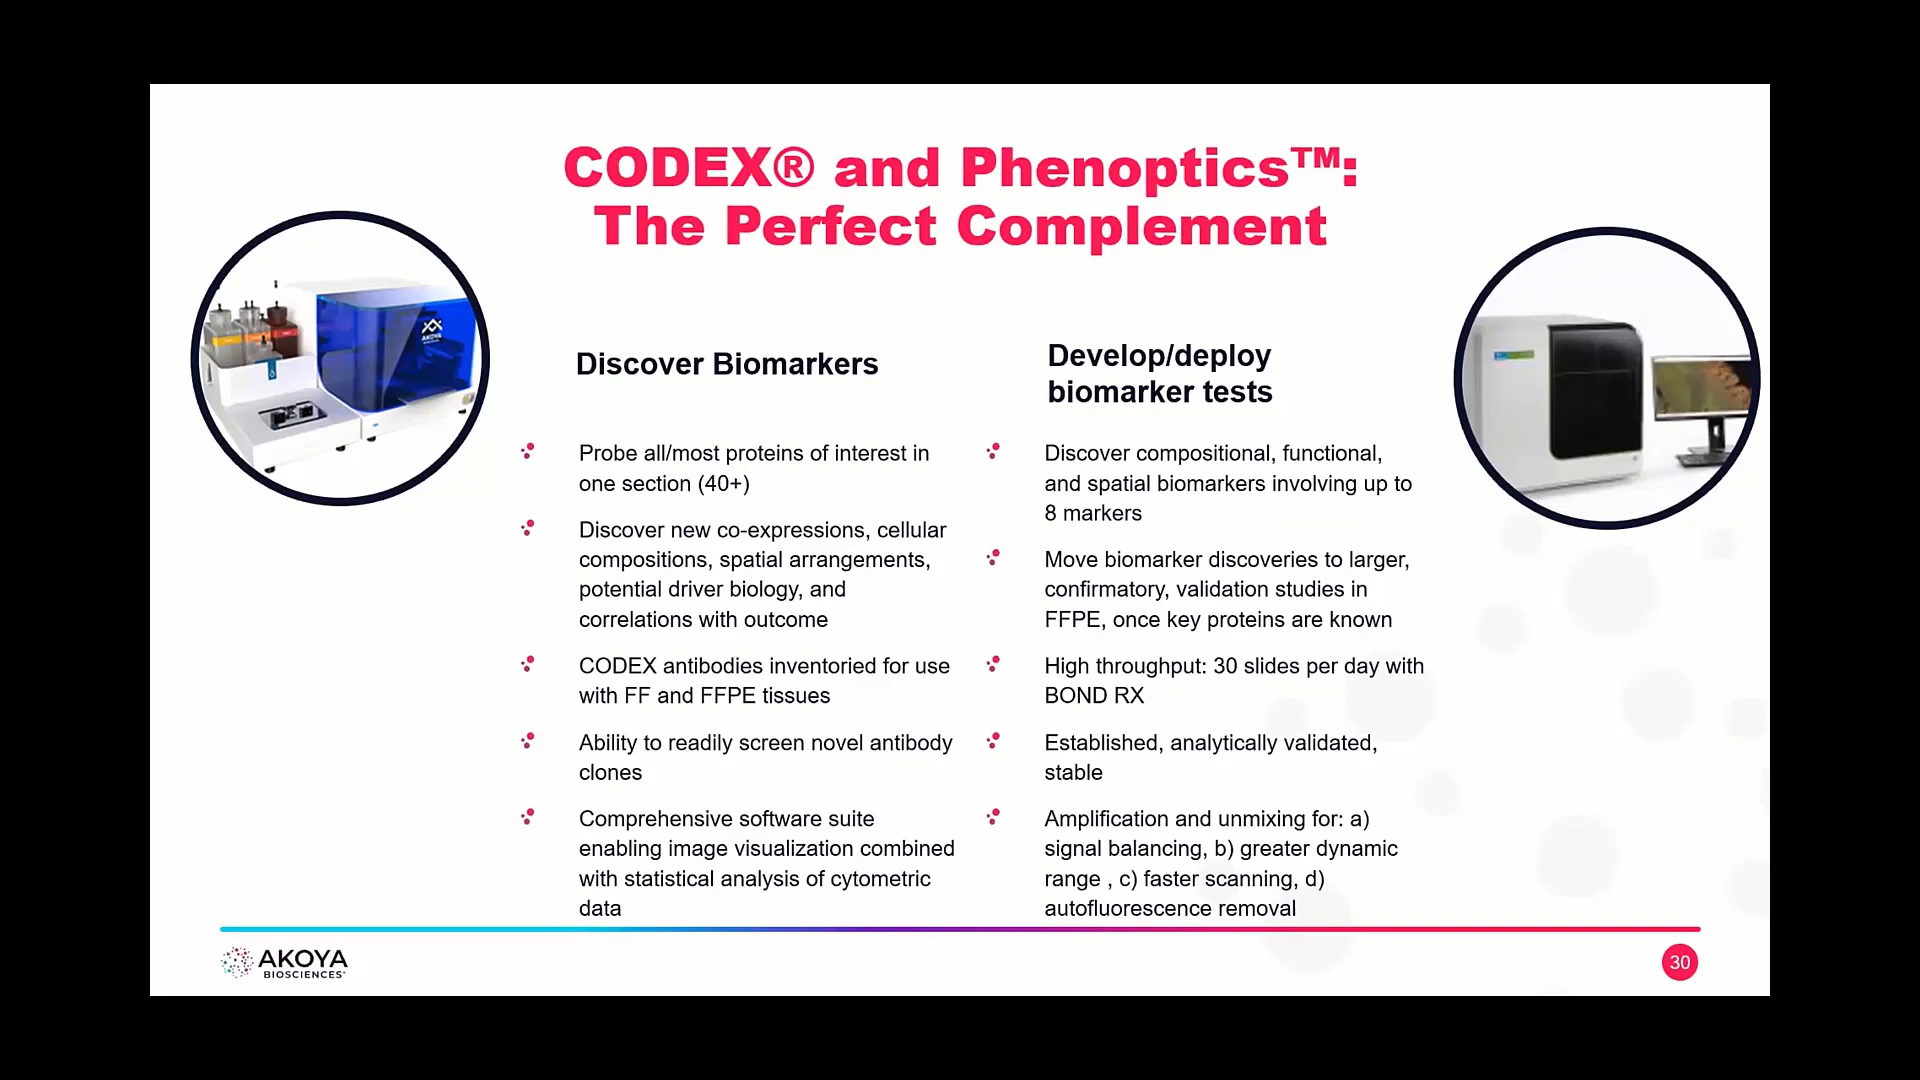 CODEX® and Phenoptics™:
The Perfect Complement
AKOYA
Discover Biomarkers
Probe all/most proteins of interest in
one section (40+)
Discover new co-expressions, cellular
compositions, spatial arrangements,
potential driver biology, and
correlations with outcome
CODEX antibodies inventoried for use
with FF and FFPE tissues
Ability to readily screen novel antibody
clones
Comprehensive software suite
enabling image visualization combined
with statistical analysis of cytometric
data
Develop/deploy
biomarker tests
Discover compositional, functional,
and spatial biomarkers involving up to
8 markers
Move biomarker discoveries to larger,
confirmatory, validation studies in
FFPE, once key proteins are known
High throughput: 30 slides per day with
BOND RX
Established, analytically validated,
stable
Amplification and unmixing for: a)
signal balancing, b) greater dynamic
range , c) faster scanning, d)
autofluorescence removal
AKOYA
BIOSCIENCES
30